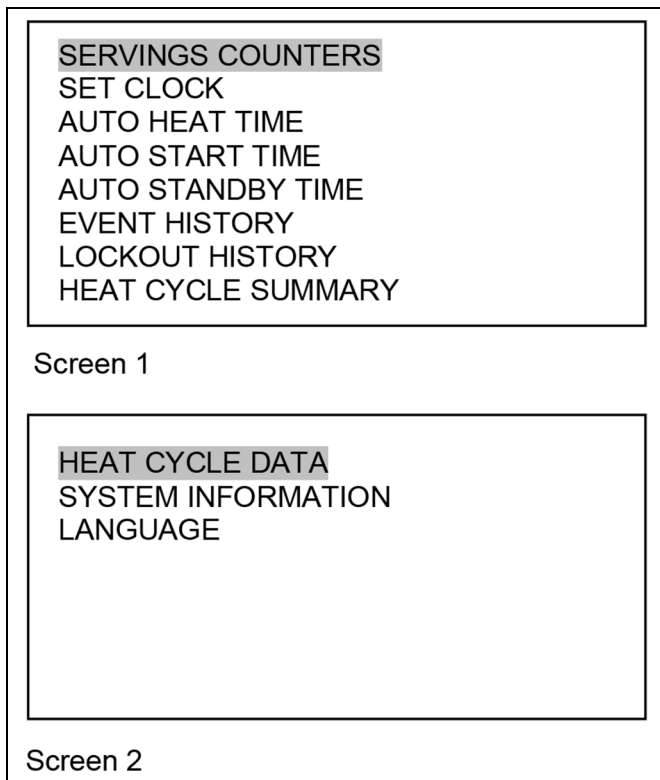 SERVINGS COUNTERS
SET CLOCK
AUTO HEAT TIME
AUTO START TIME
AUTO STANDBY TIME
EVENT HISTORY
LOCKOUT HISTORY
HEAT CYCLE SUMMARY
Screen 1
HEAT CYCLE DATA
SYSTEM INFORMATION
LANGUAGE
Screen 2